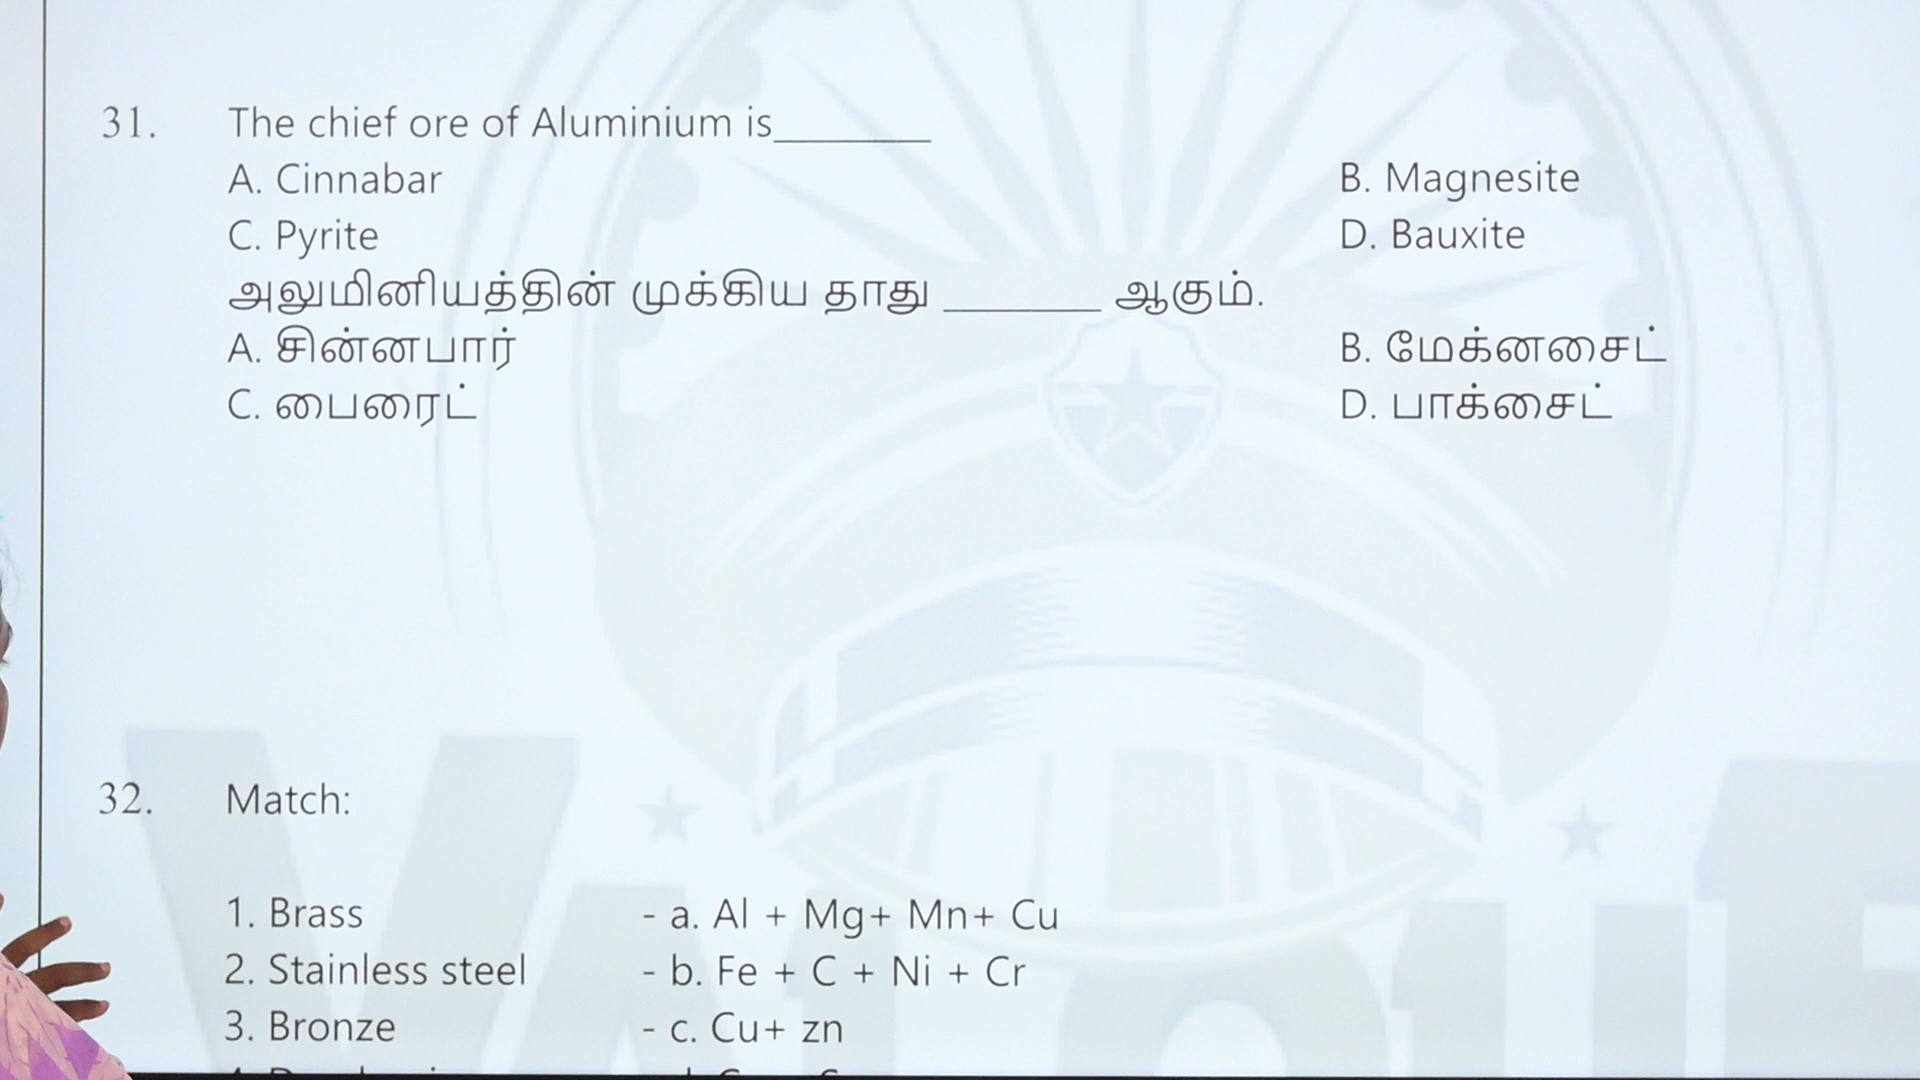 31. The chief ore of Aluminium is________
A. Cinnabar B. Magnesite
C. Pyrite D. Bauxite
அலுமினியத்தின் முக்கிய தாது ________ ஆகும்.
A. சின்னபார் B. மேக்னசைட்
C. பைரைட் D. பாக்சைட்
32. Match:
1. Brass - a. Al + Mg+ Mn+ Cu
2. Stainless steel - b. Fe + C + Ni + Cr
3. Bronze - c. Cu+ zn